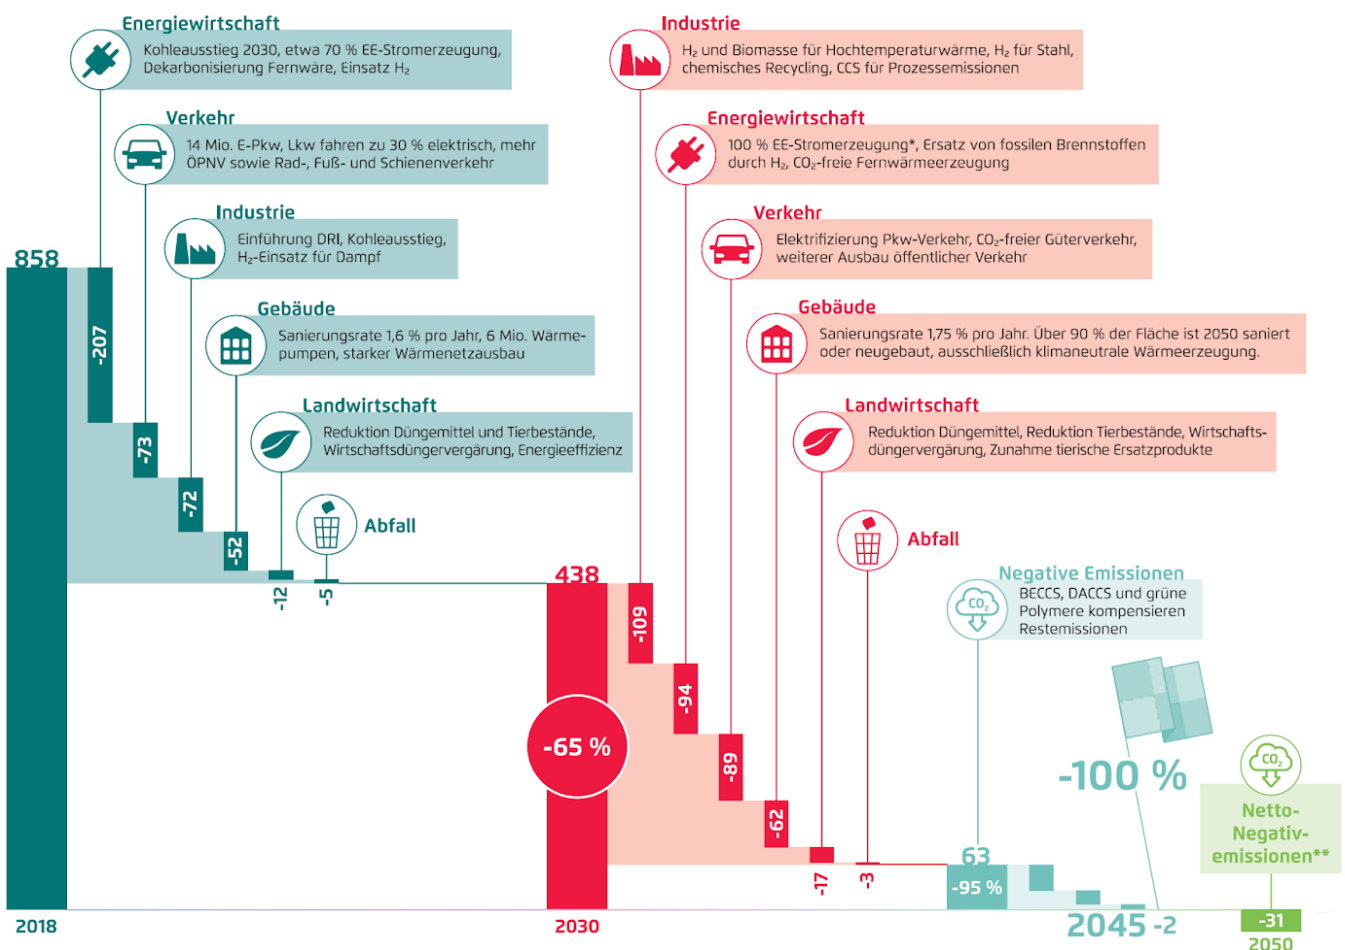 Energiewirtschaft
Kohleausstieg 2030, etwa 70 % EE-Stromerzeugung,
Dekarbonisierung Fernwäre, Einsatz H₂
Verkehr
14 Mio. E-Pkw, Lkw fahren zu 30 % elektrisch, mehr
ÖPNV sowie Rad-, Fuß- und Schienenverkehr
Industrie
Einführung DRI, Kohleausstieg,
H₂-Einsatz für Dampf
Gebäude
Sanierungsrate 1,6 % pro Jahr, 6 Mio. Wärme-
pumpen, starker Wärmenetzausbau
Landwirtschaft
Reduktion Düngemittel und Tierbestände,
Wirtschaftsdüngervergärung, Energieeffizienz
Abfall
858
-207
-73
-72
-52
-12
-5
2018
Industrie
H₂ und Biomasse für Hochtemperaturwärme, H₂ für Stahl,
chemisches Recycling, CCS für Prozessemissionen
Energiewirtschaft
100 % EE-Stromerzeugung*, Ersatz von fossilen Brennstoffen
durch H₂, CO₂-freie Fernwärmeerzeugung
Verkehr
Elektrifizierung Pkw-Verkehr, CO₂-freier Güterverkehr,
weiterer Ausbau öffentlicher Verkehr
Gebäude
Sanierungsrate 1,75 % pro Jahr. Über 90 % der Fläche ist 2050 saniert
oder neugebaut, ausschließlich klimaneutrale Wärmeerzeugung.
Landwirtschaft
Reduktion Düngemittel, Reduktion Tierbestände, Wirtschafts-
düngervergärung, Zunahme tierische Ersatzprodukte
Abfall
438
-65 %
-109
-94
-89
-62
-17
-3
2030
Negative Emissionen
BECCS, DACCS und grüne
Polymere kompensieren
Restemissionen
CO₂
63
-95 %
-100 %
2045 -2
CO₂
Netto-
Negativ-
emissionen**
-31
2050